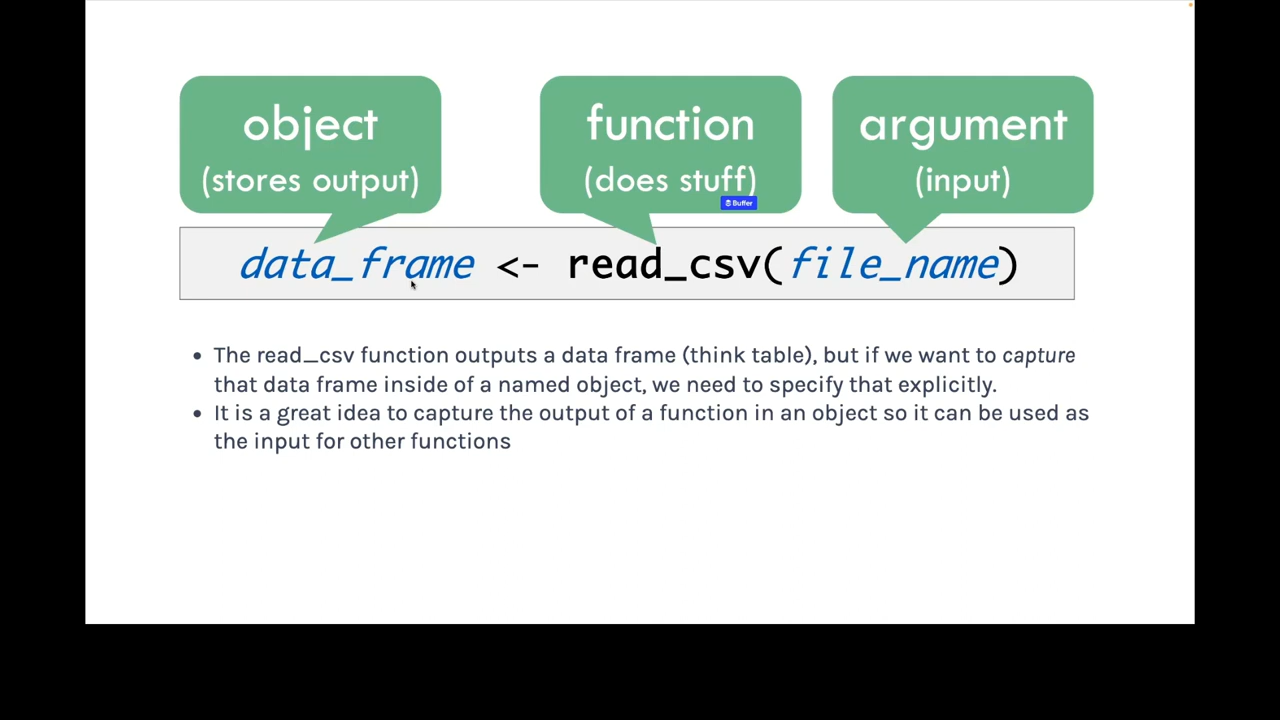 object
(stores output)
function
(does stuff)
argument
(input)
Buffer
data_frame <- read_csv(file_name)
• The read_csv function outputs a data frame (think table), but if we want to capture
that data frame inside of a named object, we need to specify that explicitly.
• It is a great idea to capture the output of a function in an object so it can be used as
the input for other functions